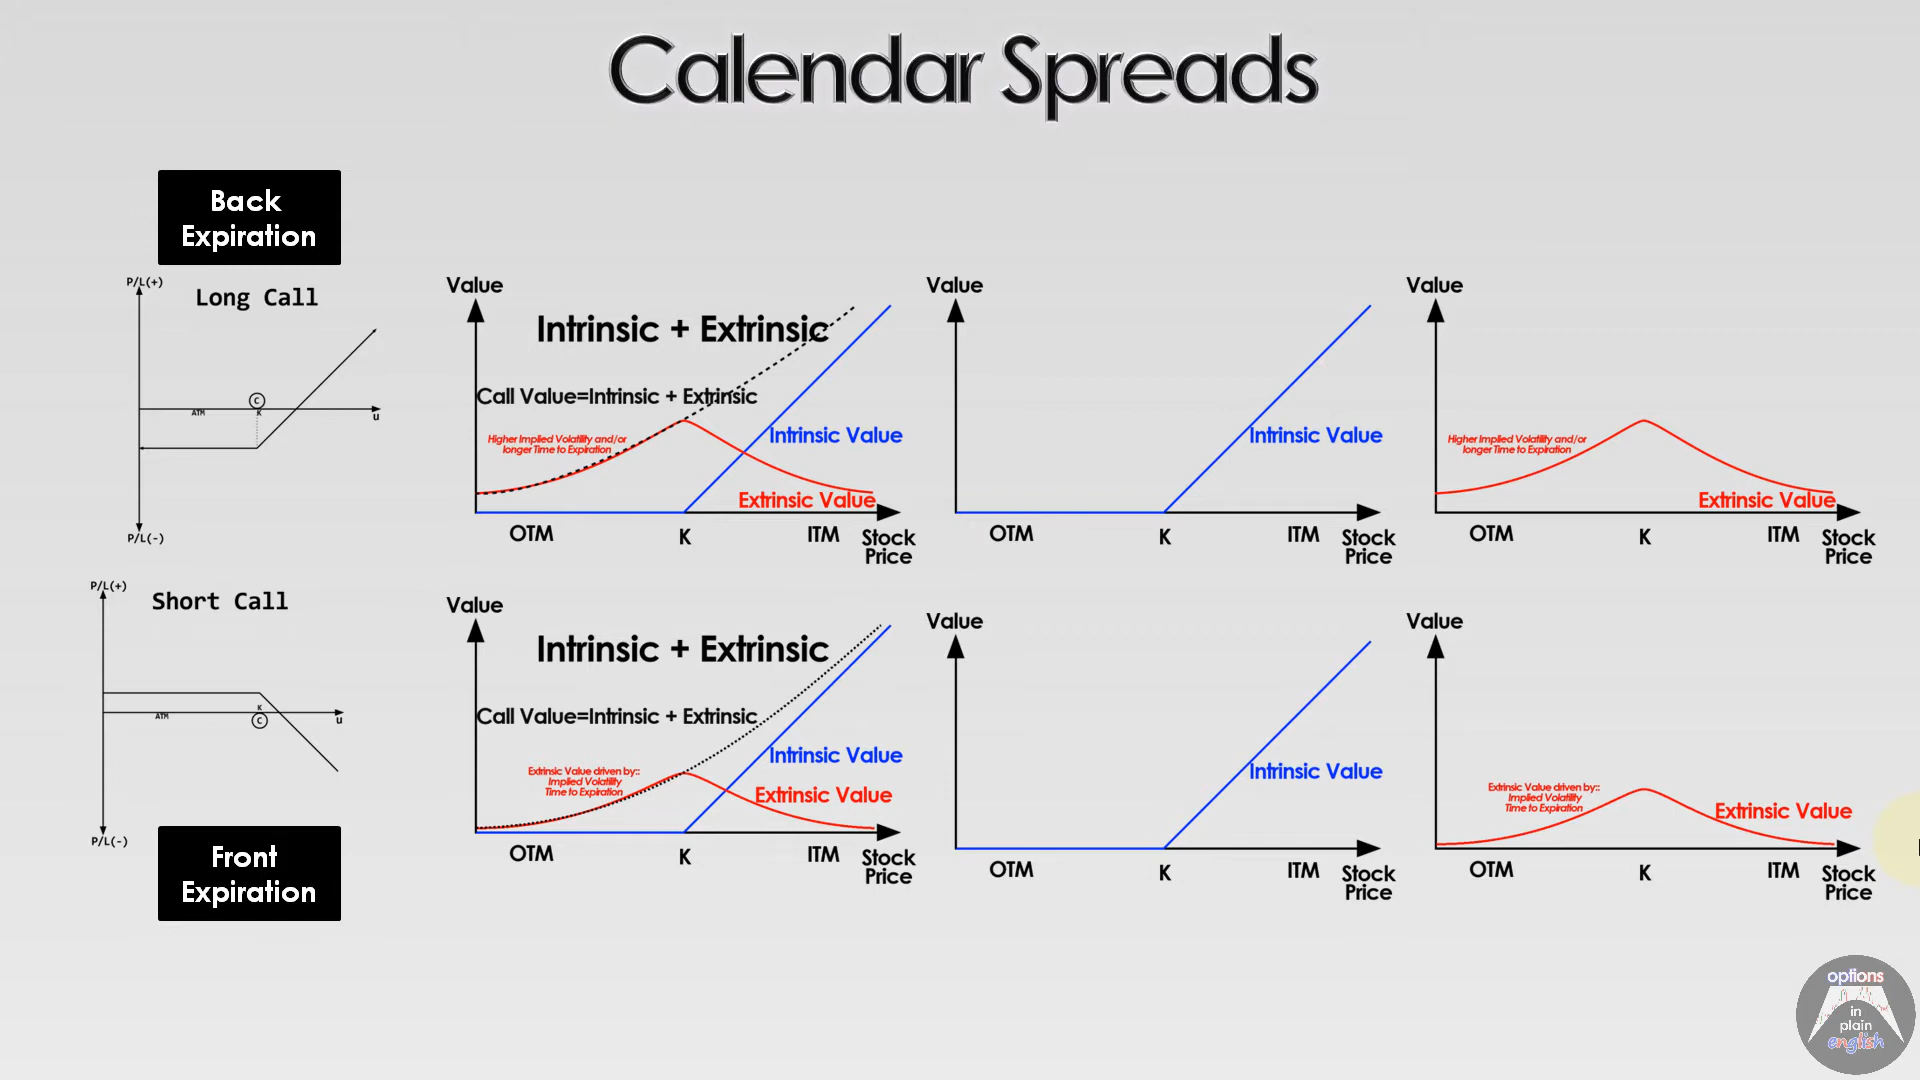 Calendar Spreads
Back
Expiration
P/L(+)
Long Call
C
ATM
K
u
P/L(-)
Value
Intrinsic + Extrinsic
Call Value=Intrinsic + Extrinsic
Higher Implied Volatility and/or
longer Time to Expiration
Intrinsic Value
Extrinsic Value
OTM
K
ITM
Stock
Price
Value
Intrinsic Value
OTM
K
ITM
Stock
Price
Value
Higher Implied Volatility and/or
longer Time to Expiration
Extrinsic Value
OTM
K
ITM
Stock
Price
P/L(+)
Short Call
K
ATM
C
u
P/L(-)
Front
Expiration
Value
Intrinsic + Extrinsic
Call Value=Intrinsic + Extrinsic
Extrinsic Value driven by::
Implied Volatility
Time to Expiration
Intrinsic Value
Extrinsic Value
OTM
K
ITM
Stock
Price
Value
Intrinsic Value
OTM
K
ITM
Stock
Price
Value
Extrinsic Value driven by::
Implied Volatility
Time to Expiration
Extrinsic Value
OTM
K
ITM
Stock
Price
options
in
plain
english